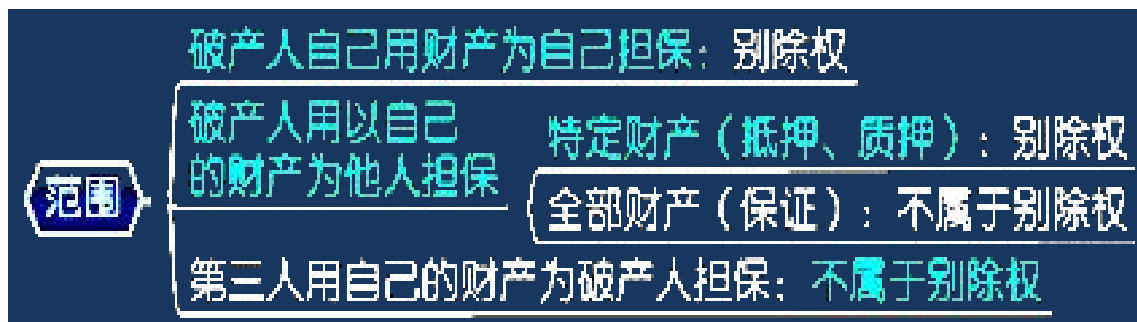 破产人自己用财产为自己担保：别除权
破产人用以自己
的财产为他人担保
特定财产（抵押、质押）：别除权
全部财产（保证）：不属于别除权
范围
第三人用自己的财产为破产人担保：不属于别除权